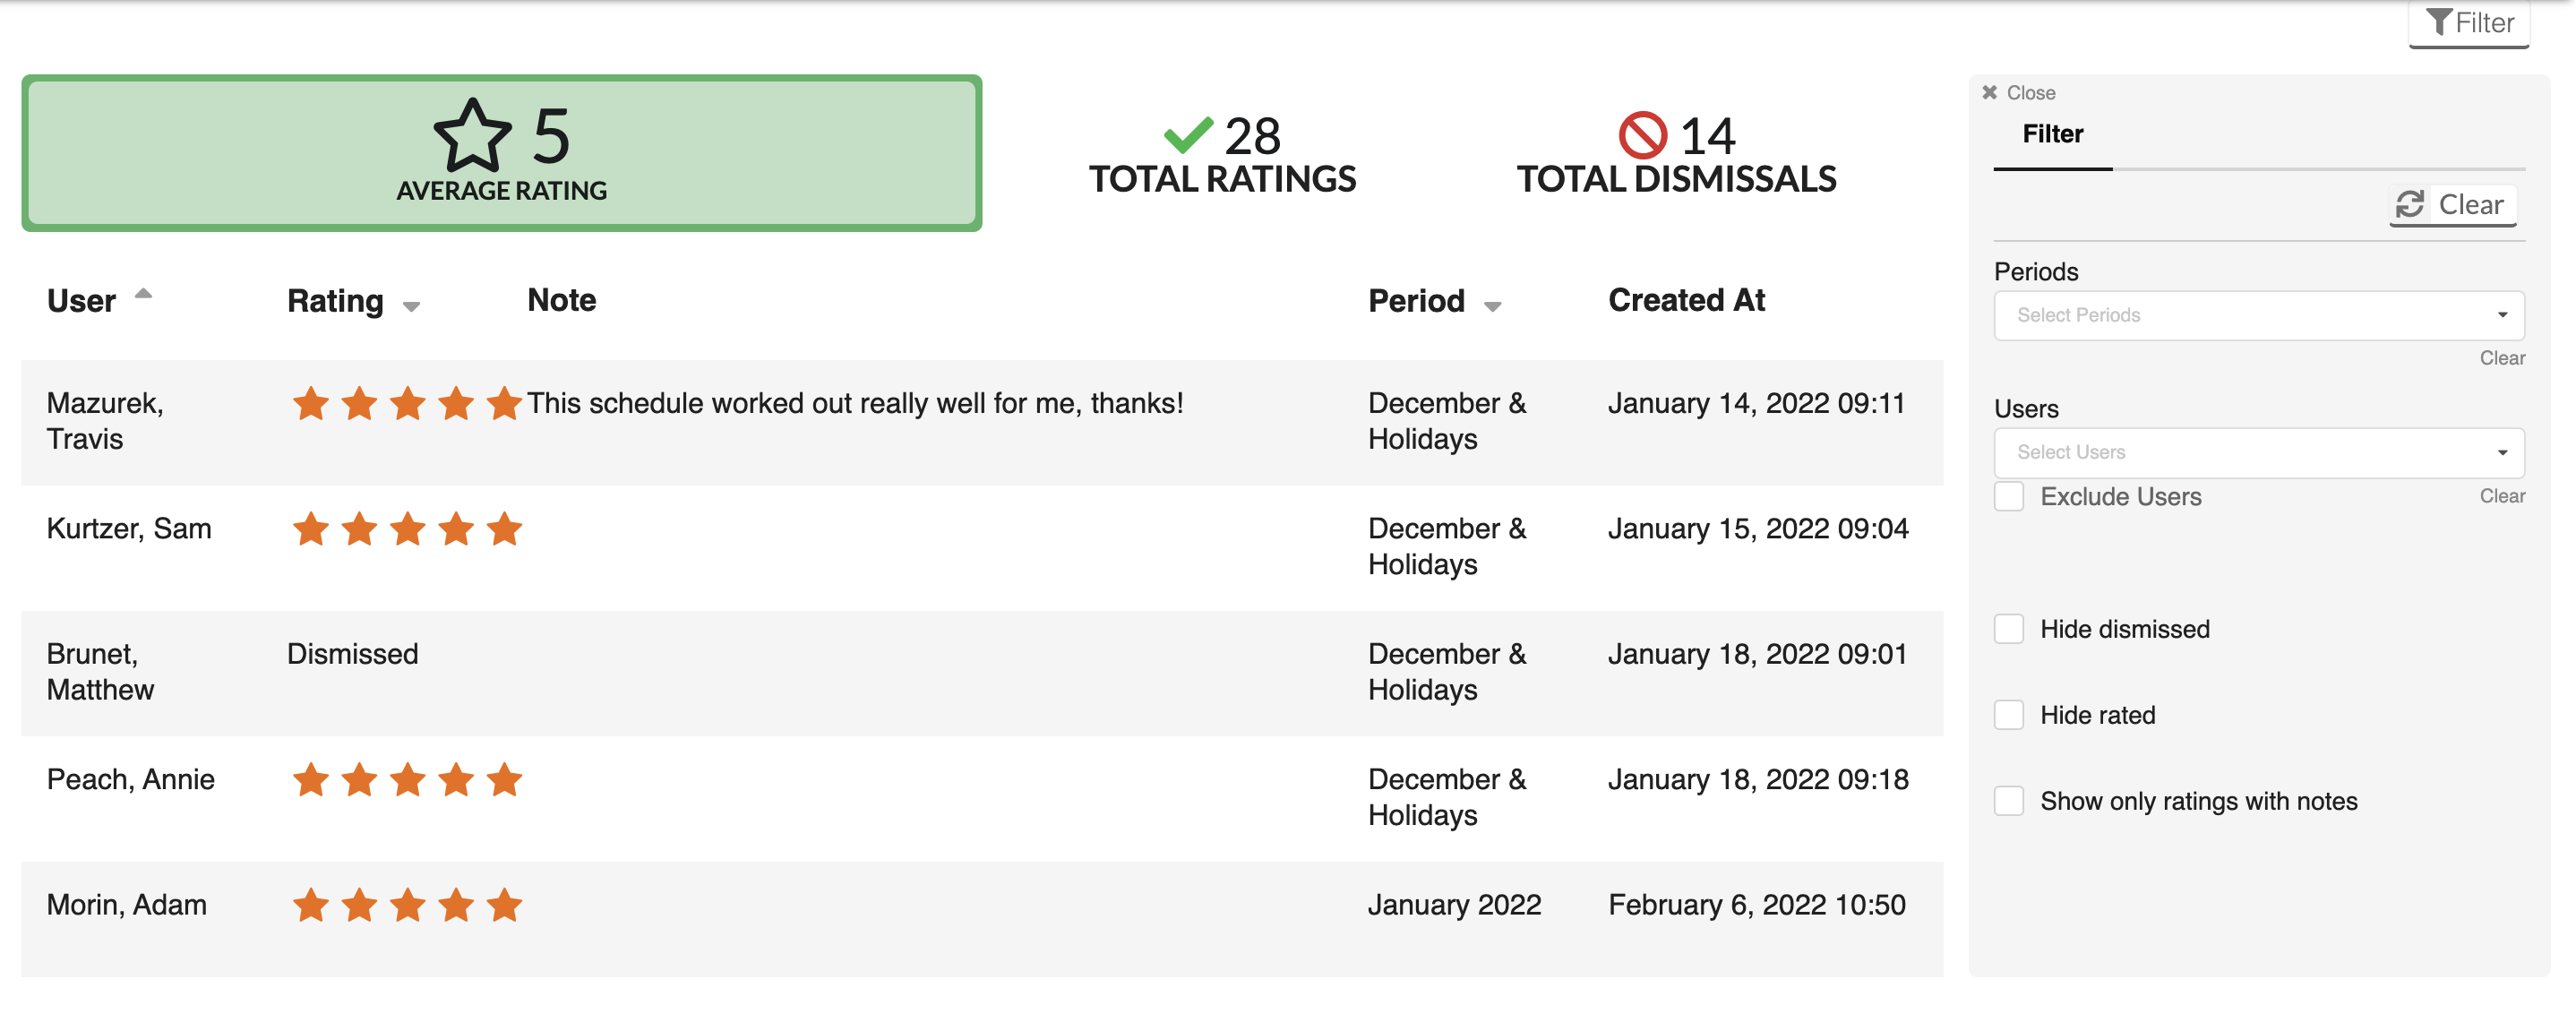 Filter
5
AVERAGE RATING
28
TOTAL RATINGS
14
TOTAL DISMISSALS
User Rating Note Period Created At
Mazurek, This schedule worked out really well for me, thanks! December & January 14, 2022 09:11
Travis Holidays
Kurtzer, Sam December & January 15, 2022 09:04
Holidays
Brunet, Dismissed December & January 18, 2022 09:01
Matthew Holidays
Peach, Annie December & January 18, 2022 09:18
Holidays
Morin, Adam January 2022 February 6, 2022 10:50
Close
Filter
Clear
Periods
Select Periods
Clear
Users
Select Users
Exclude Users Clear
Hide dismissed
Hide rated
Show only ratings with notes